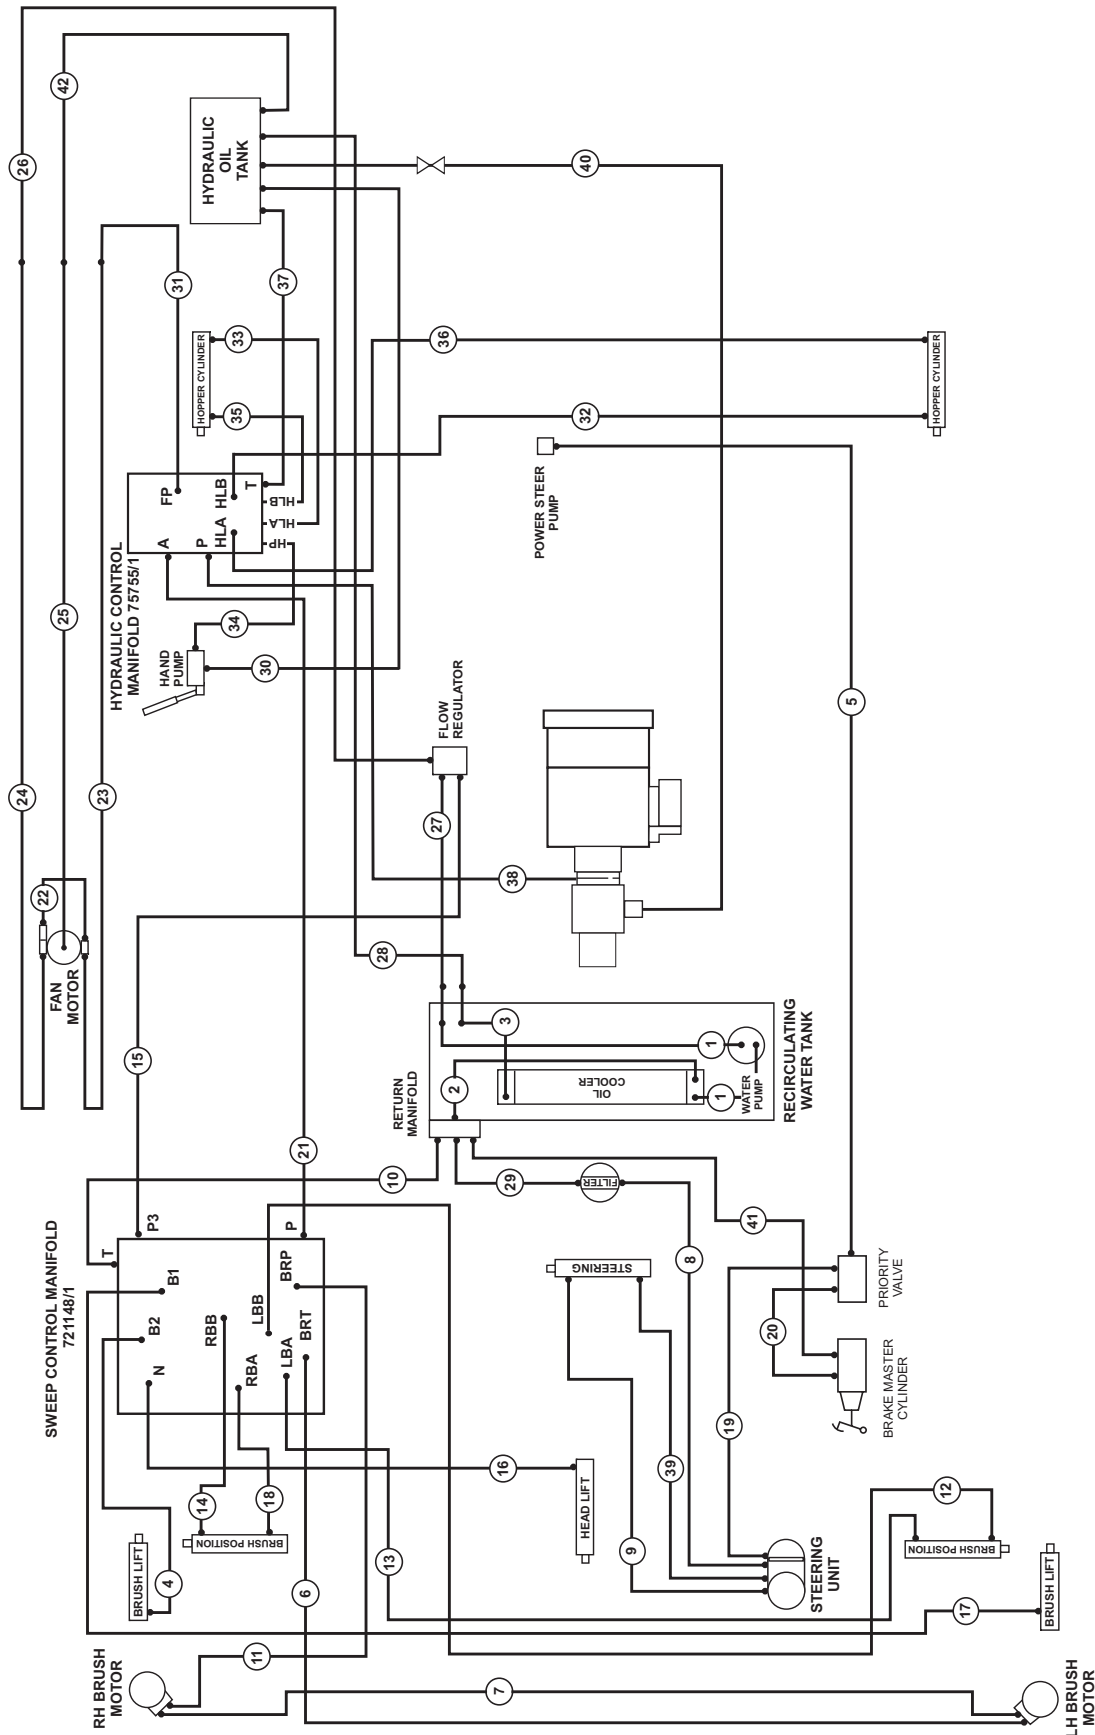 26
42
HYDRAULIC
OIL
TANK
40
31
37
33
HOPPER CYLINDER
35
36
32
HOPPER CYLINDER
POWER STEER
PUMP
HYDRAULIC CONTROL
MANIFOLD 75755/1
A
FP
P
HLA
HLB
T
HP
HLA
HLB
25
24
23
HAND
PUMP
34
30
FLOW
REGULATOR
27
38
5
22
FAN
MOTOR
15
28
21
10
3
1
2
OIL
COOLER
1
WATER
PUMP
RETURN
MANIFOLD
RECIRCULATING
WATER TANK
29
FILTER
41
8
SWEEP CONTROL MANIFOLD
721148/1
T
P3
P
B1
B2
N
RBB
RBA
LBB
LBA
BRP
BRT
STEERING
PRIORITY
VALVE
20
BRAKE MASTER
CYLINDER
19
39
16
HEAD LIFT
9
STEERING
UNIT
14
18
BRUSH POSITION
BRUSH LIFT
4
13
6
12
BRUSH POSITION
17
BRUSH LIFT
11
RH BRUSH
MOTOR
7
LH BRUSH
MOTOR